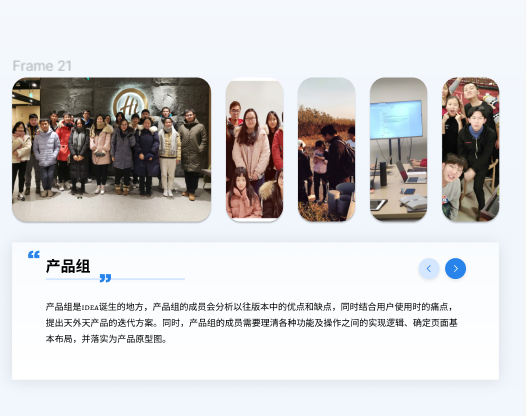 Frame 21
Hi
产品组
产品组是IDEA诞生的地方，产品组的成员会分析以往版本中的优点和缺点，同时结合用户使用时的痛点，
提出天外天产品的迭代方案。同时，产品组的成员需要理清各种功能及操作之间的实现逻辑、确定页面基
本布局，并落实为产品原型图。